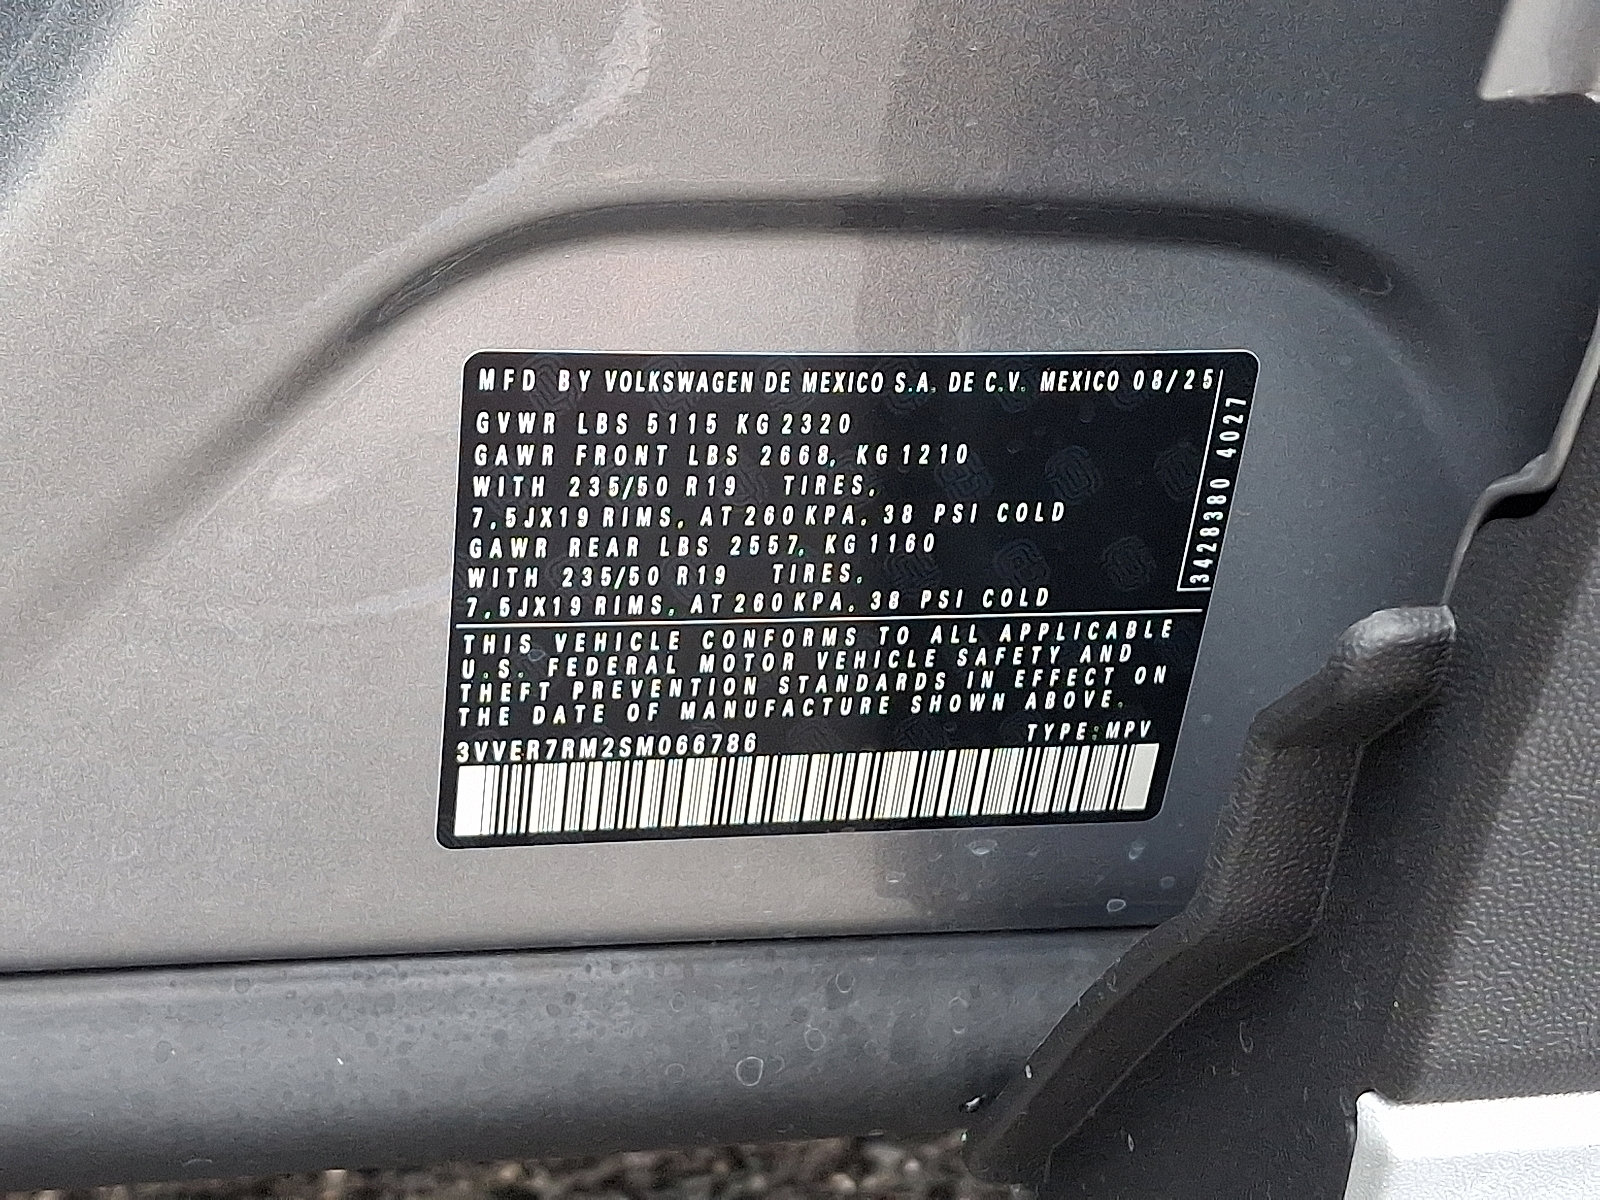 MFD BY VOLKSWAGEN DE MEXICO S.A. DE C.V. MEXICO 08/25
GVWR LBS 5115 KG 2320
GAWR FRONT LBS 2668, KG 1210
WITH 235/50 R19 TIRES,
7,5JX19 RIMS, AT 260 KPA, 38 PSI COLD
GAWR REAR LBS 2557, KG 1160
WITH 235/50 R19 TIRES,
7,5JX19 RIMS, AT 260 KPA, 38 PSI COLD
3428380 4027
THIS VEHICLE CONFORMS TO ALL APPLICABLE
U.S. FEDERAL MOTOR VEHICLE SAFETY AND
THEFT PREVENTION STANDARDS IN EFFECT ON
THE DATE OF MANUFACTURE SHOWN ABOVE.
3VVER7RM2SM066786 TYPE: MPV